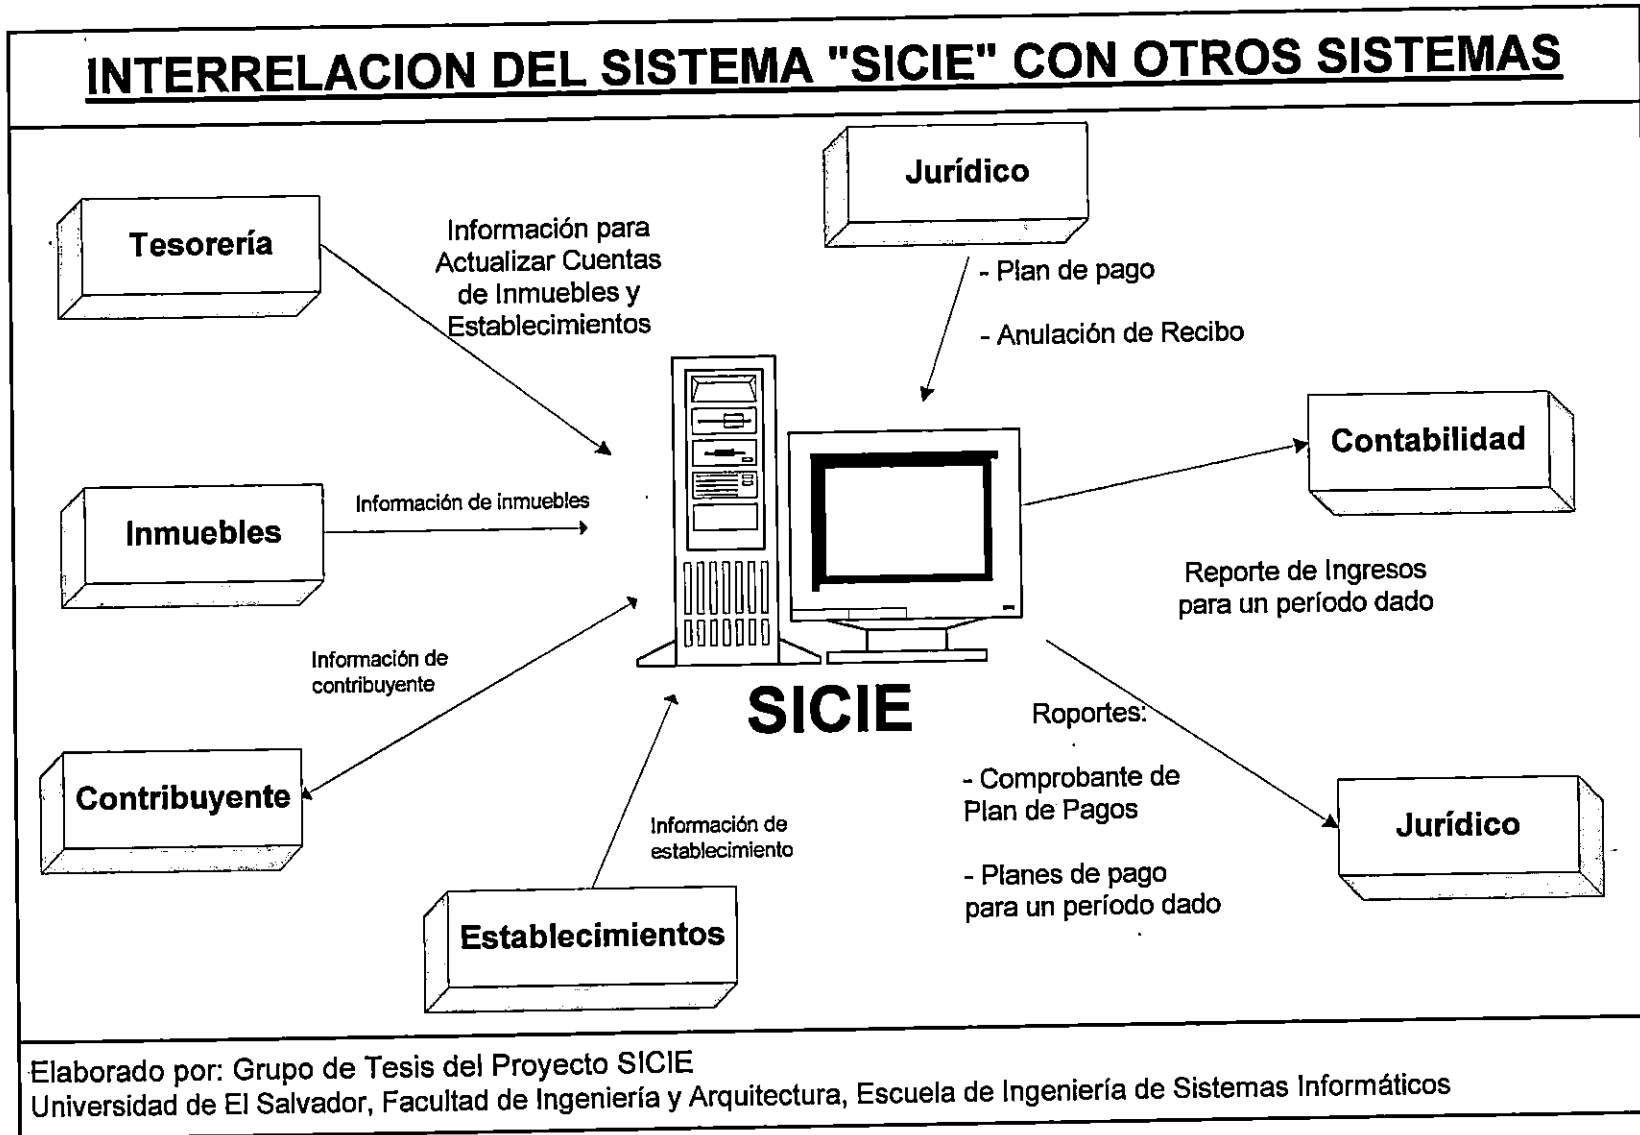 INTERRELACION DEL SISTEMA "SICIE" CON OTROS SISTEMAS
Jurídico
Tesorería
Información para
Actualizar Cuentas
de Inmuebles y
Establecimientos
- Plan de pago
- Anulación de Recibo
Contabilidad
Inmuebles
Información de inmuebles
Reporte de Ingresos
para un período dado
Información de
contribuyente
SICIE
Roportes:
- Comprobante de
Plan de Pagos
- Planes de pago
para un período dado
Contribuyente
Jurídico
Información de
establecimiento
Establecimientos
Elaborado por: Grupo de Tesis del Proyecto SICIE
Universidad de El Salvador, Facultad de Ingeniería y Arquitectura, Escuela de Ingeniería de Sistemas Informáticos